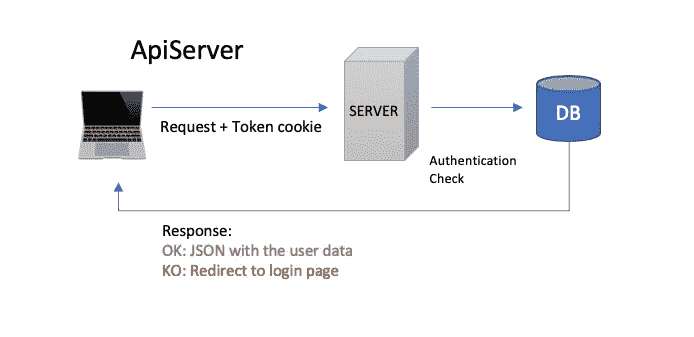 ApiServer
Request + Token cookie
SERVER
DB
Authentication
Check
Response:
OK: JSON with the user data
KO: Redirect to login page